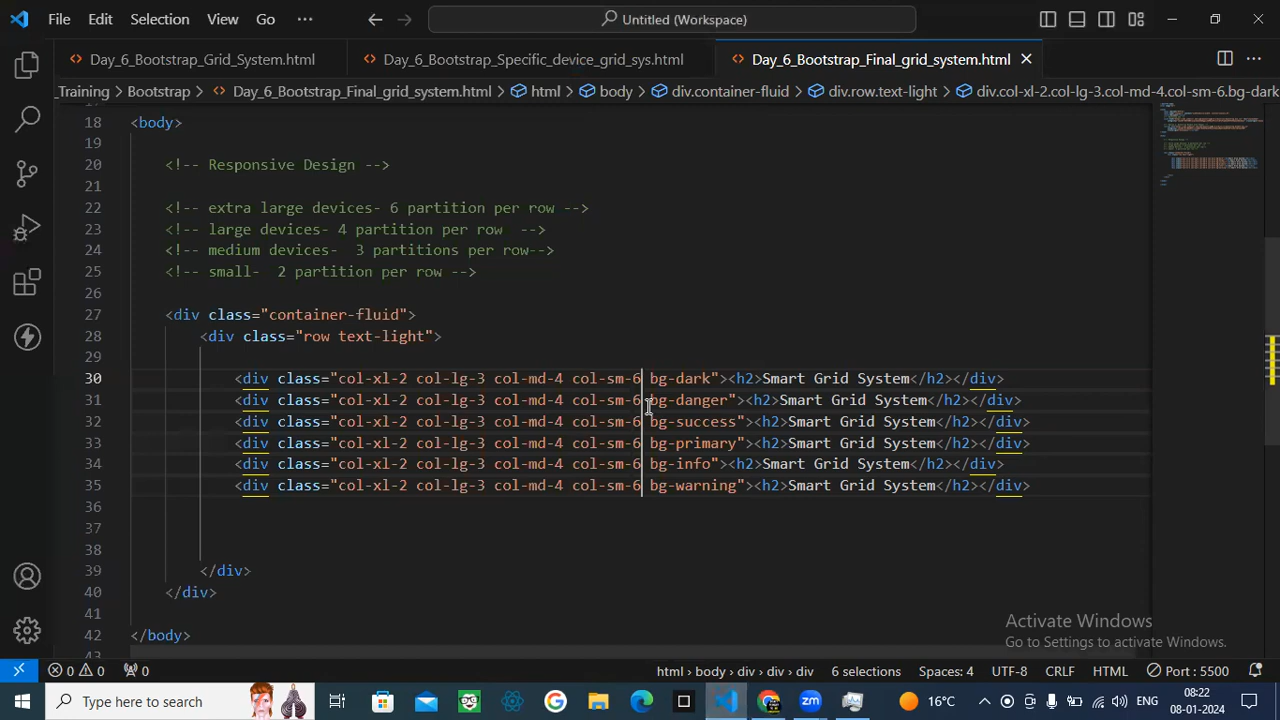 File Edit Selection View Go ··· Untitled (Workspace)
Day_6_Bootstrap_Grid_System.html Day_6_Bootstrap_Specific_device_grid_sys.html Day_6_Bootstrap_Final_grid_system.html
_Training > Bootstrap > Day_6_Bootstrap_Final_grid_system.html > html > body > div.container-fluid > div.row.text-light > div.col-xl-2.col-lg-3.col-md-4.col-sm-6.bg-dark
18 <body>
19
20 <!-- Responsive Design -->
21
22 <!-- extra large devices- 6 partition per row -->
23 <!-- large devices- 4 partition per row  -->
24 <!-- medium devices-  3 partitions per row-->
25 <!-- small-  2 partition per row -->
26
27 <div class="container-fluid">
28 <div class="row text-light">
29
30 <div class="col-xl-2 col-lg-3 col-md-4 col-sm-6 bg-dark"><h2>Smart Grid System</h2></div>
31 <div class="col-xl-2 col-lg-3 col-md-4 col-sm-6 bg-danger"><h2>Smart Grid System</h2></div>
32 <div class="col-xl-2 col-lg-3 col-md-4 col-sm-6 bg-success"><h2>Smart Grid System</h2></div>
33 <div class="col-xl-2 col-lg-3 col-md-4 col-sm-6 bg-primary"><h2>Smart Grid System</h2></div>
34 <div class="col-xl-2 col-lg-3 col-md-4 col-sm-6 bg-info"><h2>Smart Grid System</h2></div>
35 <div class="col-xl-2 col-lg-3 col-md-4 col-sm-6 bg-warning"><h2>Smart Grid System</h2></div>
36
37
38
39 </div>
40 </div>
41
42 </body>
43
Activate Windows
Go to Settings to activate Windows.
0 0 0 html > body > div > div > div 6 selections Spaces: 4 UTF-8 CRLF HTML Port : 5500
Type here to search 16°C ENG 08:22
08-01-2024